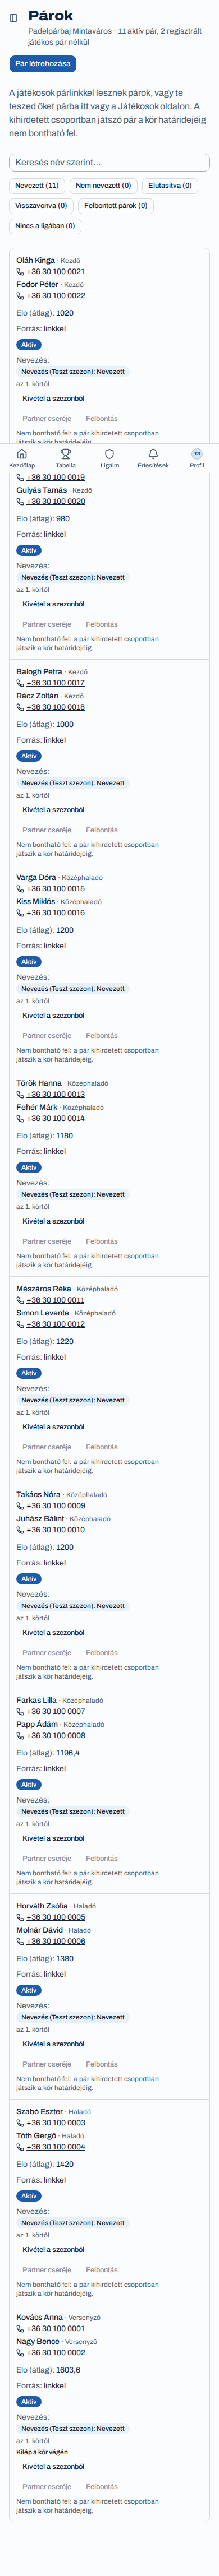 Párok
Padelpárbaj Mintaváros · 11 aktív pár, 2 regisztrált
játékos pár nélkül
Pár létrehozása
A játékosok párlinkkel lesznek párok, vagy te
teszed őket párba itt vagy a Játékosok oldalon. A
kihirdetett csoportban játszó pár a kör határidejéig
nem bontható fel.
Keresés név szerint…
Nevezett (11)
Nem nevezett (0)
Elutasítva (0)
Visszavonva (0)
Felbontott párok (0)
Nincs a ligában (0)
Oláh Kinga · Kezdő
+36 30 100 0021
Fodor Péter · Kezdő
+36 30 100 0022
Elo (átlag): 1020
Forrás: linkkel
Aktív
Nevezés:
Nevezés (Teszt szezon): Nevezett
az 1. körtől
Kivétel a szezonból
Partner cseréje
Felbontás
Nem bontható fel: a pár kihirdetett csoportban
Kezdőlap
Tabella
Ligáim
Értesítések
TS
Profil
+36 30 100 0019
Gulyás Tamás · Kezdő
+36 30 100 0020
Elo (átlag): 980
Forrás: linkkel
Aktív
Nevezés:
Nevezés (Teszt szezon): Nevezett
az 1. körtől
Kivétel a szezonból
Partner cseréje
Felbontás
Nem bontható fel: a pár kihirdetett csoportban
játszik a kör határidejéig.
Balogh Petra · Kezdő
+36 30 100 0017
Rácz Zoltán · Kezdő
+36 30 100 0018
Elo (átlag): 1000
Forrás: linkkel
Aktív
Nevezés:
Nevezés (Teszt szezon): Nevezett
az 1. körtől
Kivétel a szezonból
Partner cseréje
Felbontás
Nem bontható fel: a pár kihirdetett csoportban
játszik a kör határidejéig.
Varga Dóra · Középhaladó
+36 30 100 0015
Kiss Miklós · Középhaladó
+36 30 100 0016
Elo (átlag): 1200
Forrás: linkkel
Aktív
Nevezés:
Nevezés (Teszt szezon): Nevezett
az 1. körtől
Kivétel a szezonból
Partner cseréje
Felbontás
Nem bontható fel: a pár kihirdetett csoportban
játszik a kör határidejéig.
Török Hanna · Középhaladó
+36 30 100 0013
Fehér Márk · Középhaladó
+36 30 100 0014
Elo (átlag): 1180
Forrás: linkkel
Aktív
Nevezés:
Nevezés (Teszt szezon): Nevezett
az 1. körtől
Kivétel a szezonból
Partner cseréje
Felbontás
Nem bontható fel: a pár kihirdetett csoportban
játszik a kör határidejéig.
Mészáros Réka · Középhaladó
+36 30 100 0011
Simon Levente · Középhaladó
+36 30 100 0012
Elo (átlag): 1220
Forrás: linkkel
Aktív
Nevezés:
Nevezés (Teszt szezon): Nevezett
az 1. körtől
Kivétel a szezonból
Partner cseréje
Felbontás
Nem bontható fel: a pár kihirdetett csoportban
játszik a kör határidejéig.
Takács Nóra · Középhaladó
+36 30 100 0009
Juhász Bálint · Középhaladó
+36 30 100 0010
Elo (átlag): 1200
Forrás: linkkel
Aktív
Nevezés:
Nevezés (Teszt szezon): Nevezett
az 1. körtől
Kivétel a szezonból
Partner cseréje
Felbontás
Nem bontható fel: a pár kihirdetett csoportban
játszik a kör határidejéig.
Farkas Lilla · Középhaladó
+36 30 100 0007
Papp Ádám · Középhaladó
+36 30 100 0008
Elo (átlag): 1196,4
Forrás: linkkel
Aktív
Nevezés:
Nevezés (Teszt szezon): Nevezett
az 1. körtől
Kivétel a szezonból
Partner cseréje
Felbontás
Nem bontható fel: a pár kihirdetett csoportban
játszik a kör határidejéig.
Horváth Zsófia · Haladó
+36 30 100 0005
Molnár Dávid · Haladó
+36 30 100 0006
Elo (átlag): 1380
Forrás: linkkel
Aktív
Nevezés:
Nevezés (Teszt szezon): Nevezett
az 1. körtől
Kivétel a szezonból
Partner cseréje
Felbontás
Nem bontható fel: a pár kihirdetett csoportban
játszik a kör határidejéig.
Szabó Eszter · Haladó
+36 30 100 0003
Tóth Gergő · Haladó
+36 30 100 0004
Elo (átlag): 1420
Forrás: linkkel
Aktív
Nevezés:
Nevezés (Teszt szezon): Nevezett
az 1. körtől
Kivétel a szezonból
Partner cseréje
Felbontás
Nem bontható fel: a pár kihirdetett csoportban
játszik a kör határidejéig.
Kovács Anna · Versenyző
+36 30 100 0001
Nagy Bence · Versenyző
+36 30 100 0002
Elo (átlag): 1603,6
Forrás: linkkel
Aktív
Nevezés:
Nevezés (Teszt szezon): Nevezett
az 1. körtől
Kilép a kör végén
Kivétel a szezonból
Partner cseréje
Felbontás
Nem bontható fel: a pár kihirdetett csoportban
játszik a kör határidejéig.